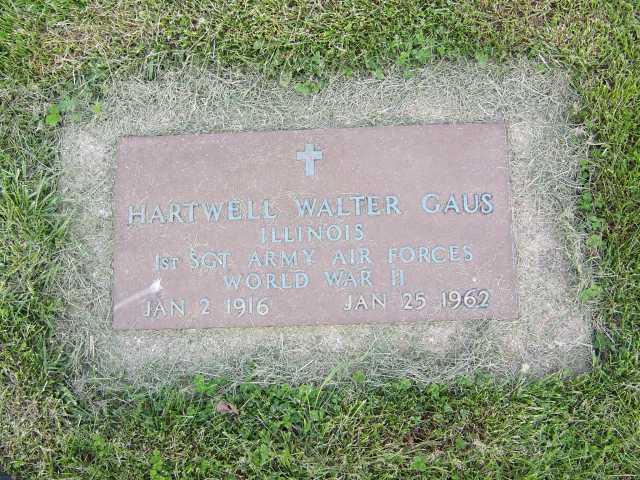 HARTWELL WALTER GAUS
ILLINOIS
1ST SGT ARMY AIR FORCES
WORLD WAR II
JAN 2 1916 JAN 25 1962